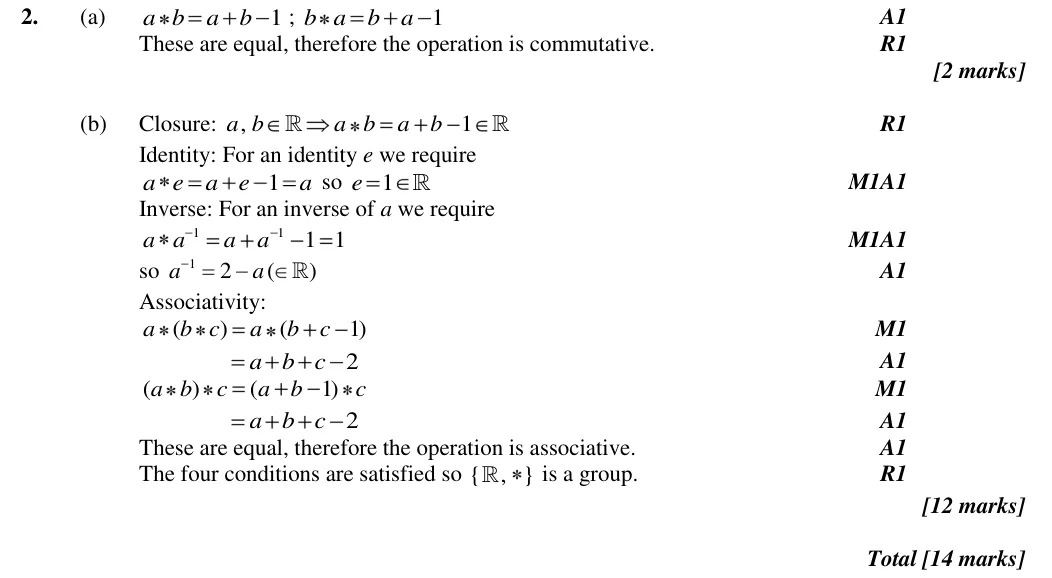 2. (a) a∗b=a+b−1 ; b∗a=b+a−1 A1
These are equal, therefore the operation is commutative. R1
[2 marks]
(b) Closure: a, b∈ℝ⇒a∗b=a+b−1∈ℝ R1
Identity: For an identity e we require
a∗e=a+e−1=a so e=1∈ℝ M1A1
Inverse: For an inverse of a we require
a∗a⁻¹=a+a⁻¹−1=1 M1A1
so a⁻¹=2−a(∈ℝ) A1
Associativity:
a∗(b∗c)=a∗(b+c−1) M1
=a+b+c−2 A1
(a∗b)∗c=(a+b−1)∗c M1
=a+b+c−2 A1
These are equal, therefore the operation is associative. A1
The four conditions are satisfied so {ℝ, ∗} is a group. R1
[12 marks]
Total [14 marks]